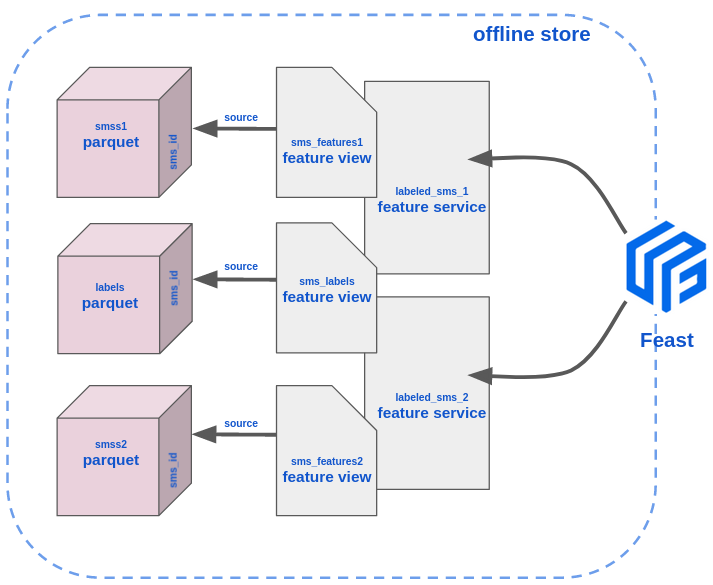 offline store
smss1
parquet
sms_id
source
sms_features1
feature view
labeled_sms_1
feature service
labels
parquet
sms_id
source
sms_labels
feature view
Feast
smss2
parquet
sms_id
source
sms_features2
feature view
labeled_sms_2
feature service